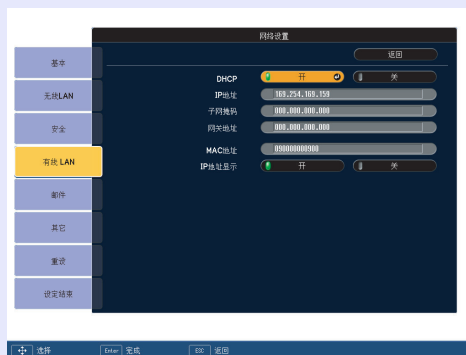 网络设置
返回
基本
无线LAN
安全
有线 LAN
邮件
其它
重设
设定结束
DHCP 开 关
IP地址 169.254.169.159
子网掩码 000.000.000.000
网关地址 000.000.000.000
MAC地址 090000000900
IP地址显示 开 关
选择 Enter 完成 ESC 返回